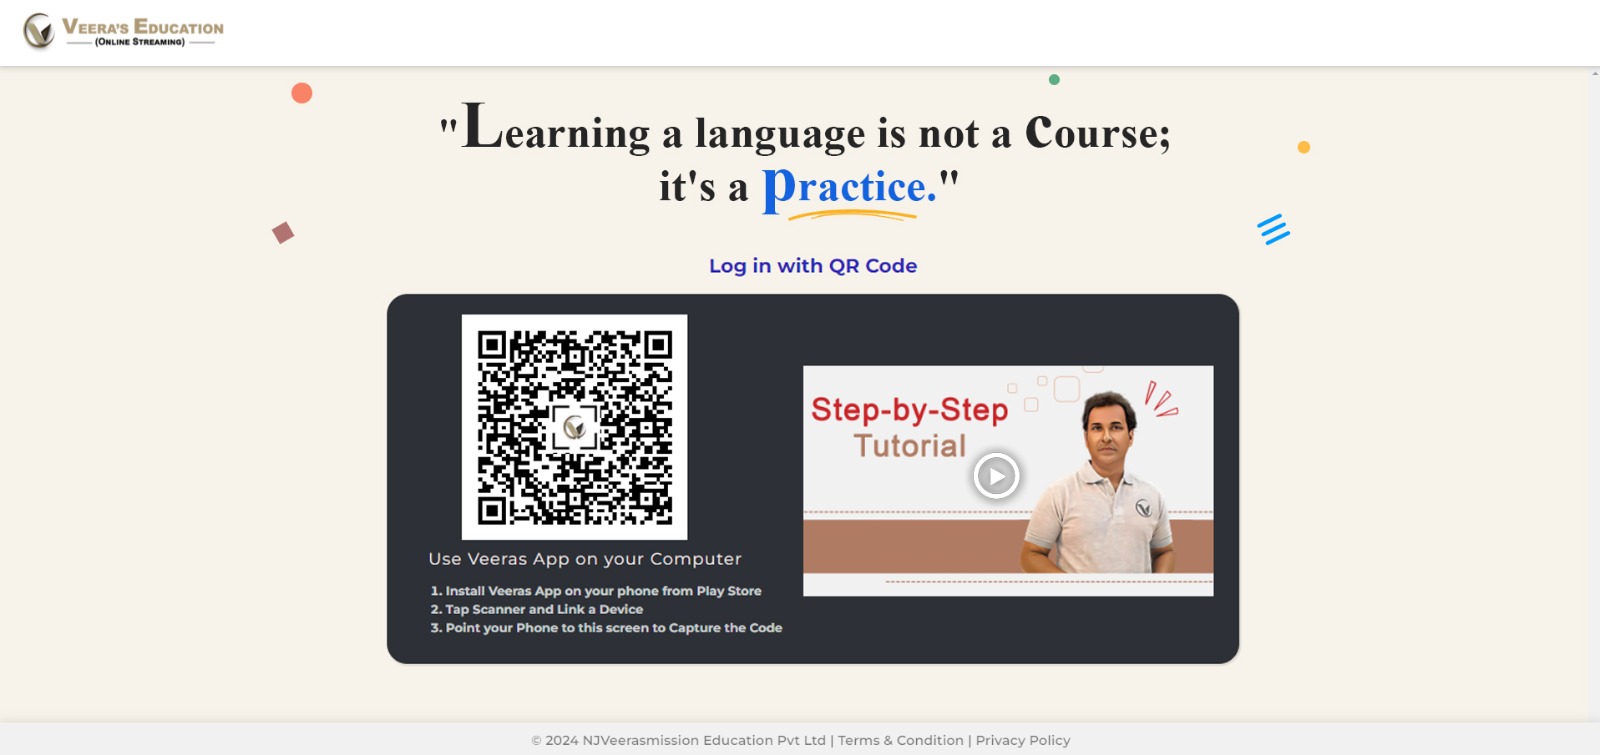 VEERA'S EDUCATION
(ONLINE STREAMING)
"Learning a language is not a course;
it's a practice."
Log in with QR Code
Step-by-Step
Tutorial
Use Veeras App on your Computer
1. Install Veeras App on your phone from Play Store
2. Tap Scanner and Link a Device
3. Point your Phone to this screen to Capture the Code
© 2024 NJVeerasmission Education Pvt Ltd | Terms & Condition | Privacy Policy